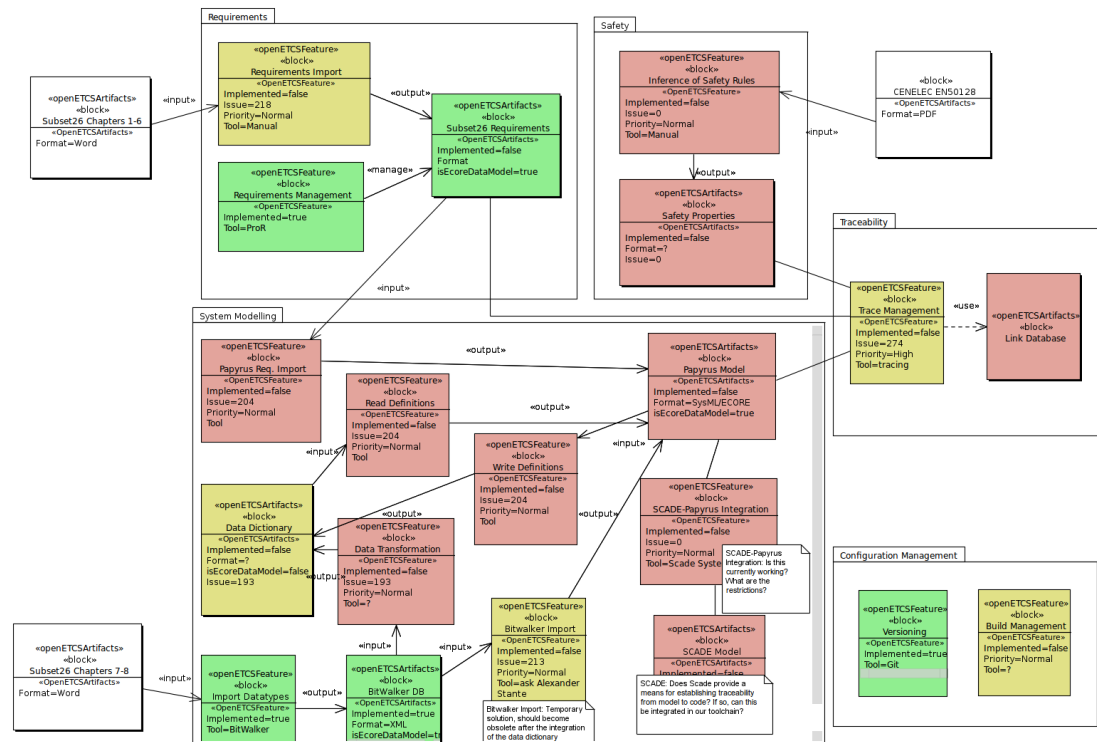 Requirements
«openETCSFeature»
«block»
Requirements Import
«OpenETCSFeature»
Implemented=false
Issue=218
Priority=Normal
Tool=Manual
«openETCSArtifacts»
«block»
Subset26 Chapters 1-6
«OpenETCSArtifacts»
Format=Word
«input»
«output»
«openETCSArtifacts»
«block»
Subset26 Requirements
«OpenETCSArtifacts»
Implemented=false
Format
isEcoreDataModel=true
«manage»
«openETCSFeature»
«block»
Requirements Management
«OpenETCSFeature»
Implemented=true
Tool=ProR
«input»
Safety
«openETCSFeature»
«block»
Inference of Safety Rules
«OpenETCSFeature»
Implemented=false
Issue=0
Priority=Normal
Tool=Manual
«block»
CENELEC EN50128
«OpenETCSArtifacts»
Format=PDF
«input»
«output»
«openETCSArtifacts»
«block»
Safety Properties
«OpenETCSArtifacts»
Implemented=false
Format=?
Issue=0
Traceability
«openETCSFeature»
«block»
Trace Management
«OpenETCSFeature»
Implemented=false
Issue=274
Priority=High
Tool=tracing
«use»
«openETCSArtifacts»
«block»
Link Database
System Modelling
«openETCSFeature»
«block»
Papyrus Req. Import
«OpenETCSFeature»
Implemented=false
Issue=204
Priority=Normal
Tool
«output»
«openETCSFeature»
«block»
Read Definitions
«OpenETCSFeature»
Implemented=false
Issue=204
Priority=Normal
Tool
«output»
«input»
«openETCSArtifacts»
«block»
Papyrus Model
«OpenETCSArtifacts»
Implemented=false
Format=SysML/ECORE
isEcoreDataModel=true
«input»
«openETCSFeature»
«block»
Write Definitions
«OpenETCSFeature»
Implemented=false
Issue=204
Priority=Normal
Tool
«output»
«output»
«openETCSArtifacts»
«block»
Data Dictionary
«OpenETCSArtifacts»
Implemented=false
Format=?
isEcoreDataModel=false
Issue=193
«output»
«openETCSFeature»
«block»
Data Transformation
«OpenETCSFeature»
Implemented=false
Issue=193
Priority=Normal
Tool=?
«openETCSFeature»
«block»
SCADE-Papyrus Integration
«OpenETCSFeature»
Implemented=false
Issue=0
Priority=Normal
Tool=Scade Syste
SCADE-Papyrus
Integration: Is this
currently working?
What are the
restrictions?
«openETCSArtifacts»
«block»
Subset26 Chapters 7-8
«OpenETCSArtifacts»
Format=Word
«input»
«openETCSFeature»
«block»
Import Datatypes
«OpenETCSFeature»
Implemented=true
Tool=BitWalker
«output»
«input»
«openETCSArtifacts»
«block»
BitWalker DB
«OpenETCSArtifacts»
Implemented=true
Format=XML
isEcoreDataModel=tr
«input»
«openETCSFeature»
«block»
Bitwalker Import
«OpenETCSFeature»
Implemented=false
Issue=213
Priority=Normal
Tool=ask Alexander
Stante
Bitwalker Import: Temporary
solution, should become
obsolete after the integration
of the data dictionary
«openETCSArtifacts»
«block»
SCADE Model
«OpenETCSArtifacts»
Implemented=false
SCADE: Does Scade provide a
means for establishing traceability
from model to code? If so, can this
be integrated in our toolchain?
Configuration Management
«openETCSFeature»
«block»
Versioning
«OpenETCSFeature»
Implemented=true
Tool=Git
«openETCSFeature»
«block»
Build Management
«OpenETCSFeature»
Implemented=false
Priority=Normal
Tool=?